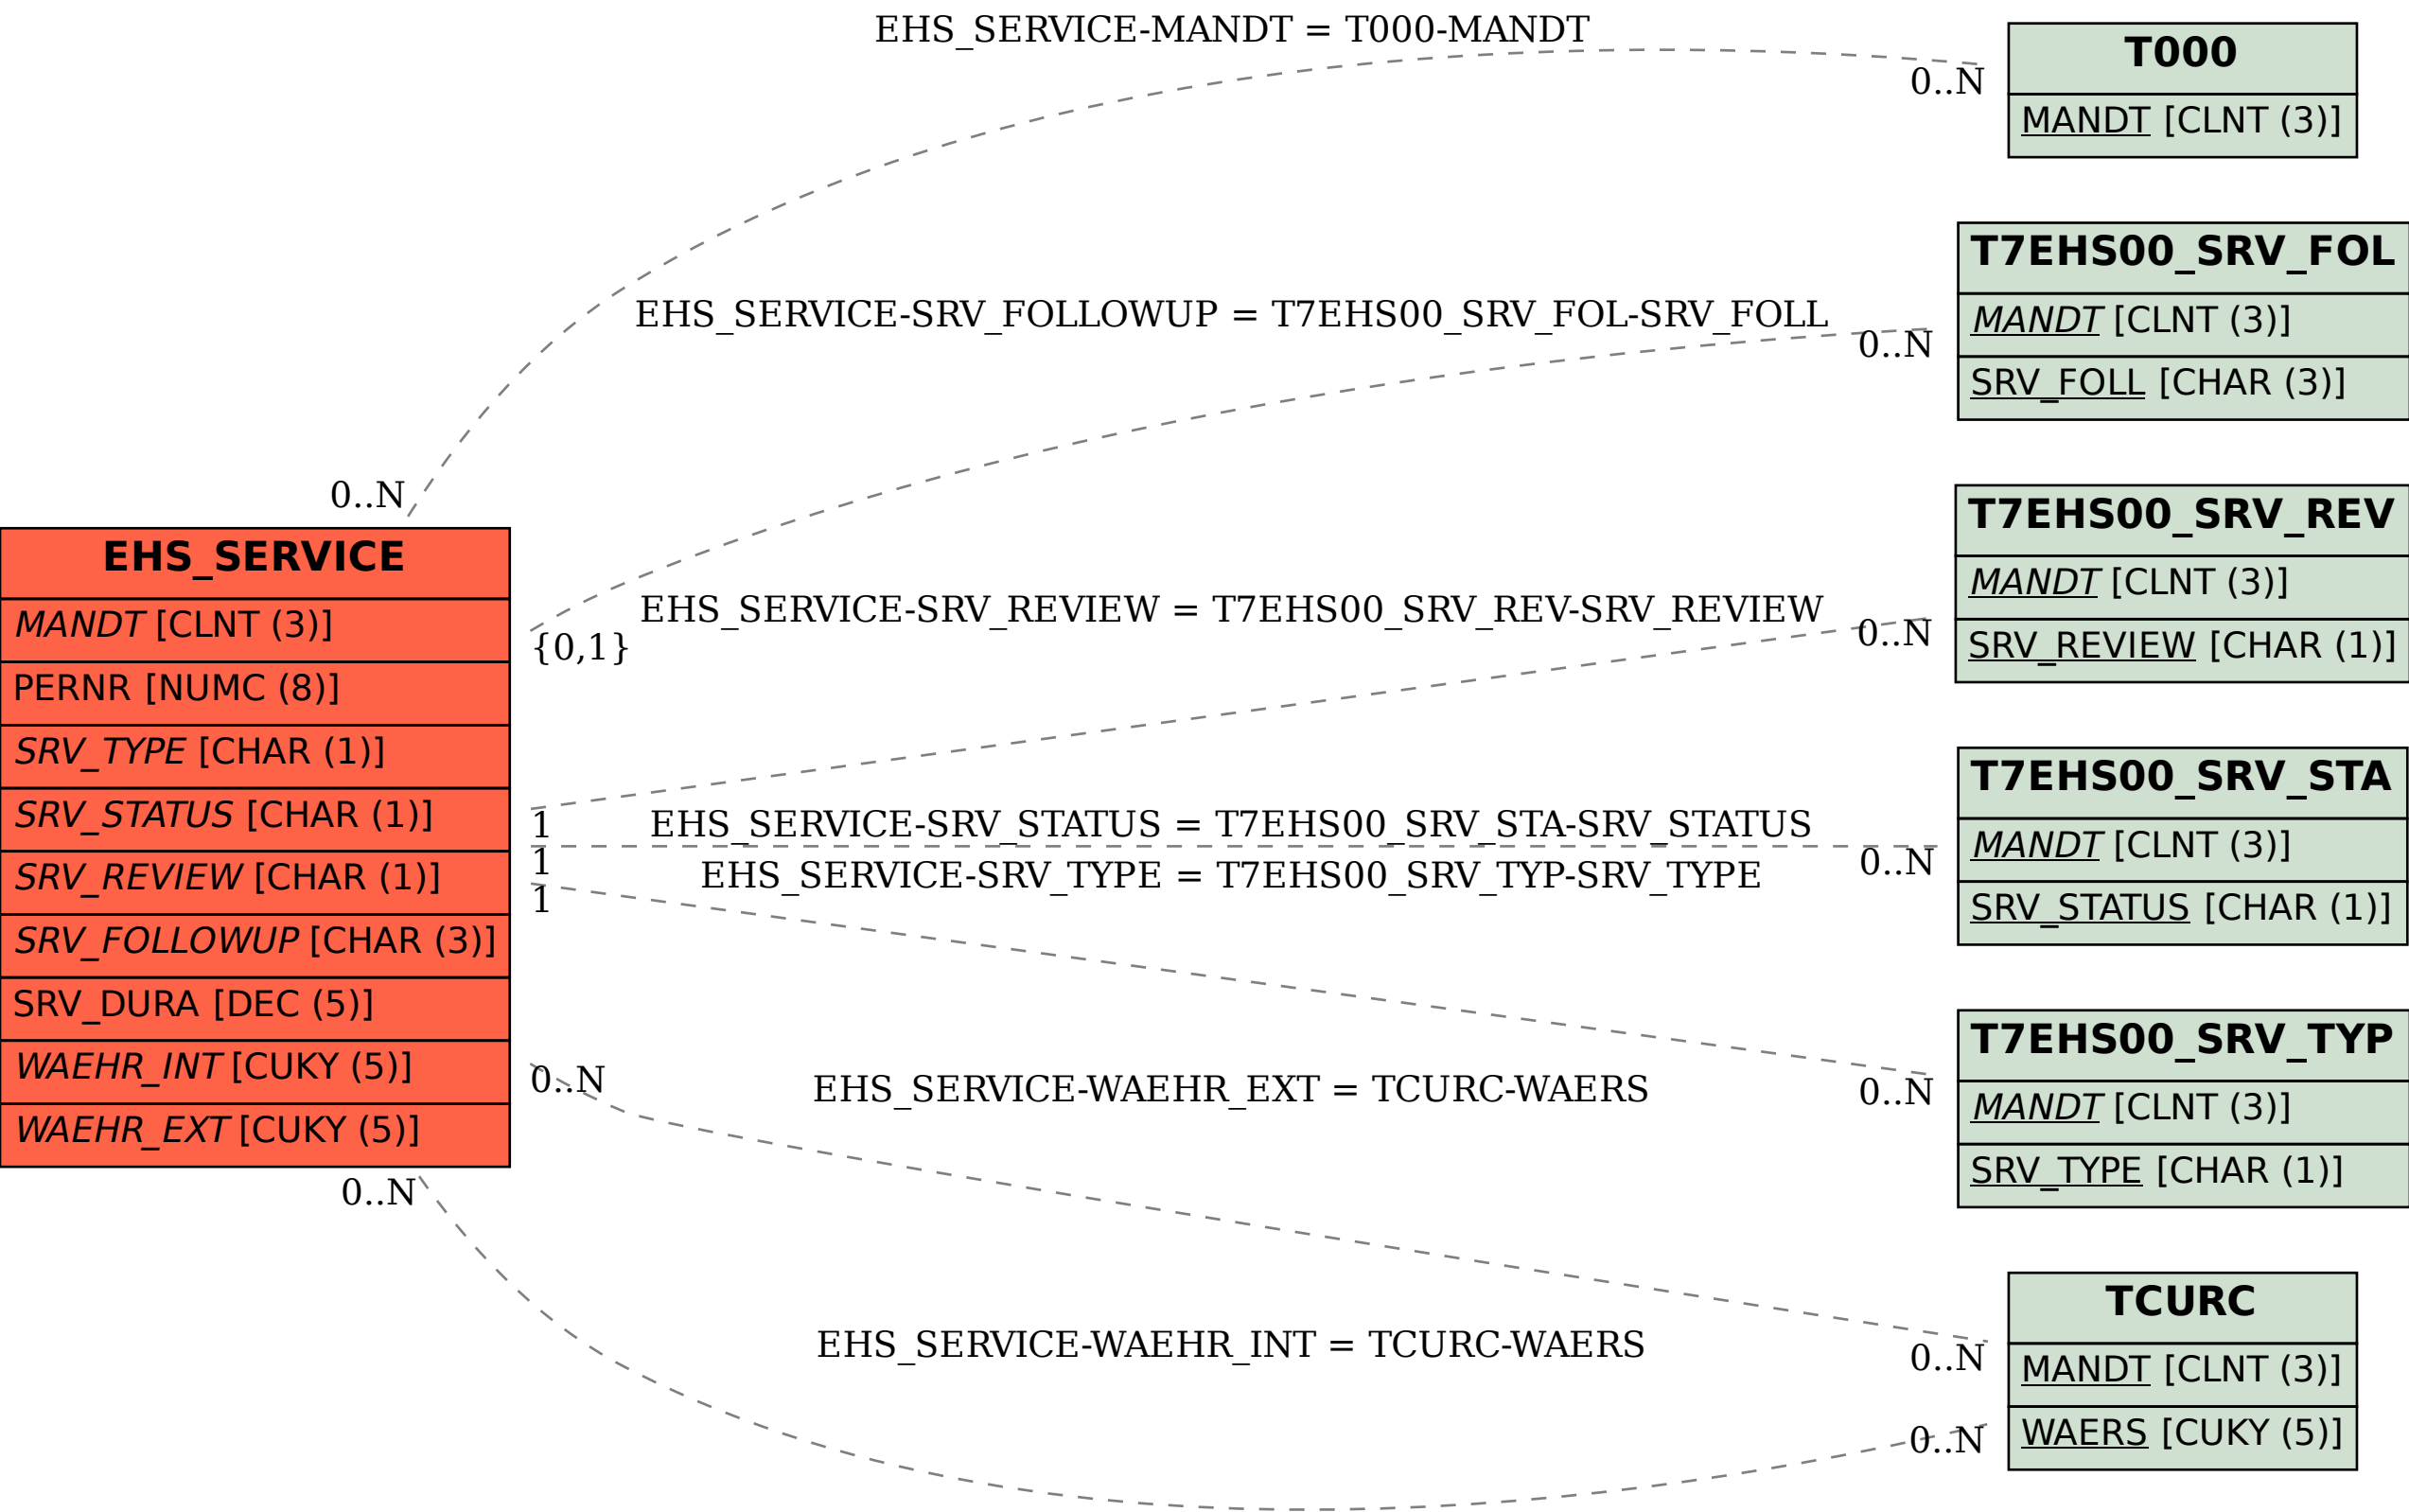 EHS_SERVICE-MANDT = T000-MANDT
0..N
0..N
T000
MANDT [CLNT (3)]
EHS_SERVICE-SRV_FOLLOWUP = T7EHS00_SRV_FOL-SRV_FOLL
{0,1}
0..N
T7EHS00_SRV_FOL
MANDT [CLNT (3)]
SRV_FOLL [CHAR (3)]
EHS_SERVICE
MANDT [CLNT (3)]
PERNR [NUMC (8)]
SRV_TYPE [CHAR (1)]
SRV_STATUS [CHAR (1)]
SRV_REVIEW [CHAR (1)]
SRV_FOLLOWUP [CHAR (3)]
SRV_DURA [DEC (5)]
WAEHR_INT [CUKY (5)]
WAEHR_EXT [CUKY (5)]
EHS_SERVICE-SRV_REVIEW = T7EHS00_SRV_REV-SRV_REVIEW
1
0..N
T7EHS00_SRV_REV
MANDT [CLNT (3)]
SRV_REVIEW [CHAR (1)]
EHS_SERVICE-SRV_STATUS = T7EHS00_SRV_STA-SRV_STATUS
1
0..N
T7EHS00_SRV_STA
MANDT [CLNT (3)]
SRV_STATUS [CHAR (1)]
EHS_SERVICE-SRV_TYPE = T7EHS00_SRV_TYP-SRV_TYPE
1
0..N
T7EHS00_SRV_TYP
MANDT [CLNT (3)]
SRV_TYPE [CHAR (1)]
EHS_SERVICE-WAEHR_EXT = TCURC-WAERS
0..N
0..N
EHS_SERVICE-WAEHR_INT = TCURC-WAERS
0..N
0..N
TCURC
MANDT [CLNT (3)]
WAERS [CUKY (5)]